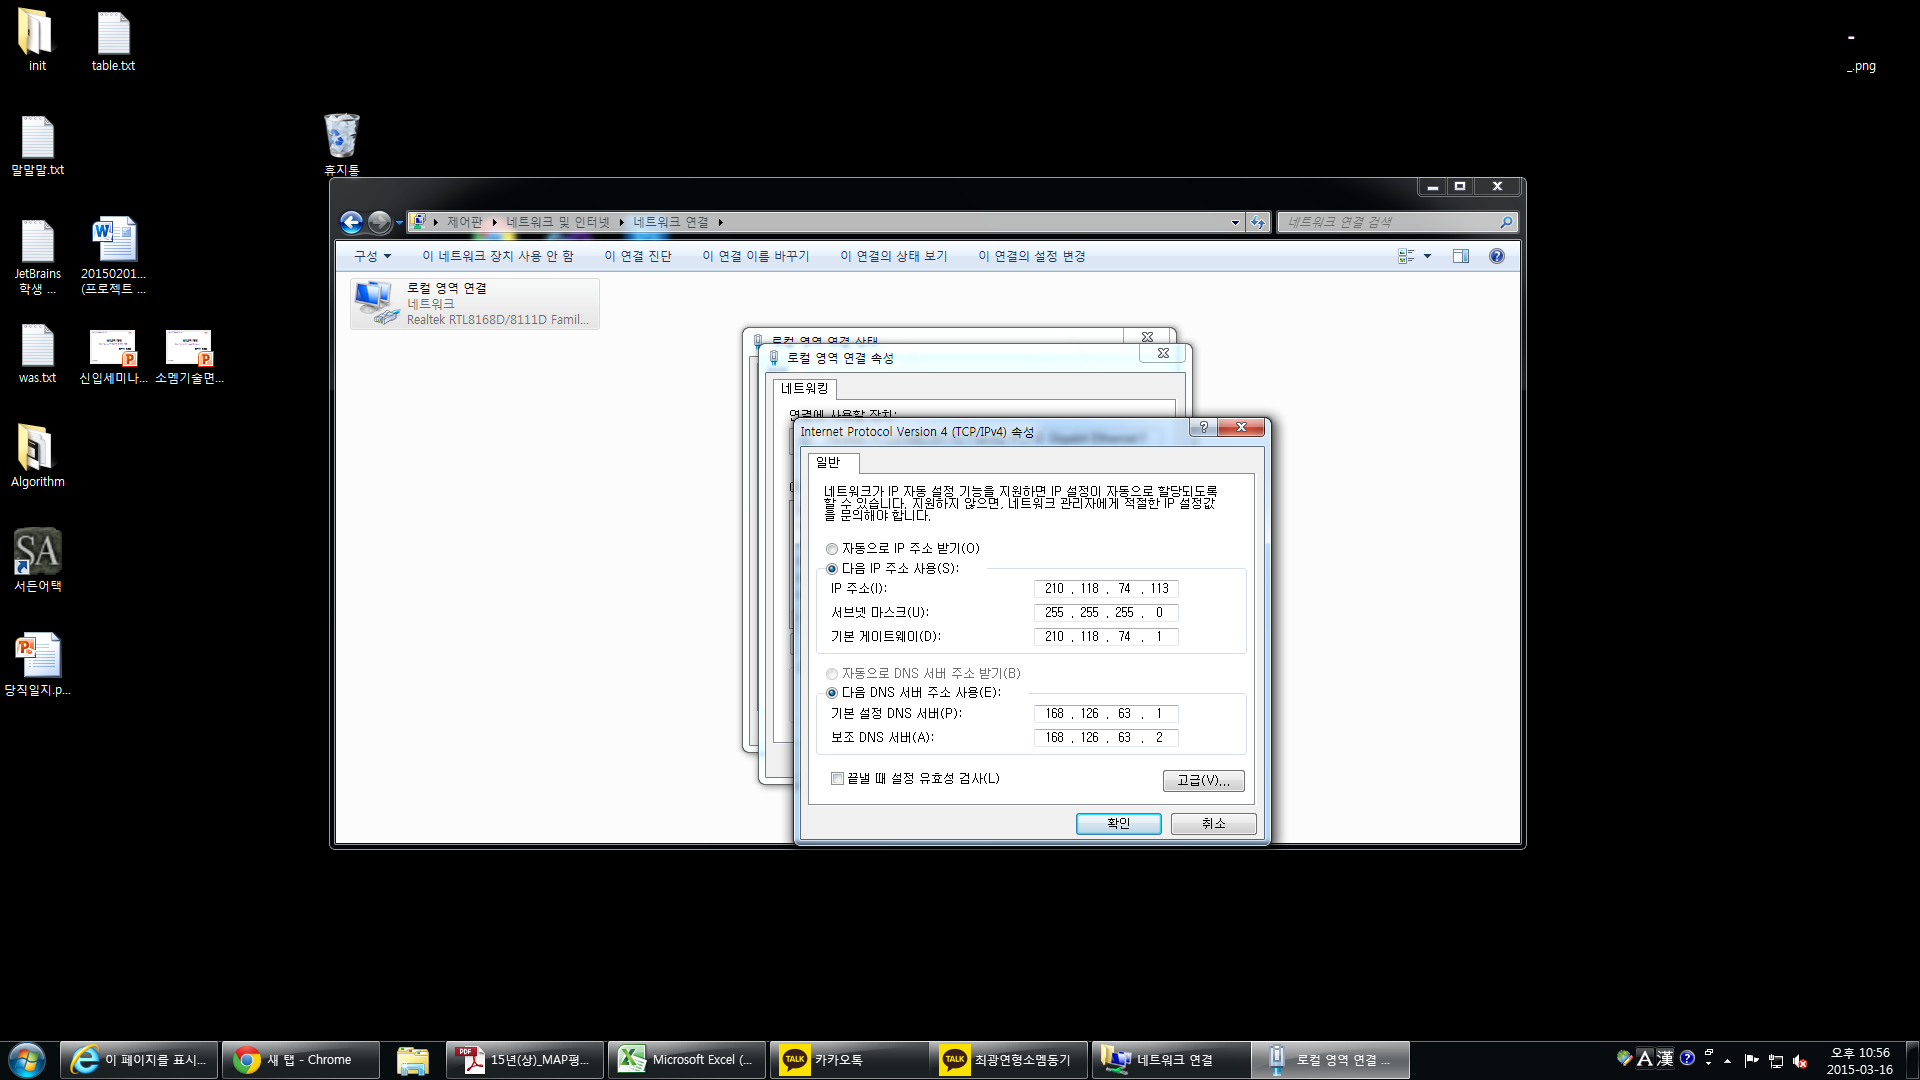 init
table.txt
-
_.png
말말말.txt
휴지통
제어판
네트워크 및 인터넷
네트워크 연결
네트워크 연결 검색
구성
이 네트워크 장치 사용 안 함
이 연결 진단
이 연결 이름 바꾸기
이 연결의 상태 보기
이 연결의 설정 변경
JetBrains
학생 ...
20150201...
(프로젝트 ...
로컬 영역 연결
네트워크
Realtek RTL8168D/8111D Famil...
was.txt
신입세미나...
소멤기술면...
로컬 영역 연결 상태
로컬 영역 연결 속성
네트워킹
연결에 사용할 장치:
Internet Protocol Version 4 (TCP/IPv4) 속성
일반
네트워크가 IP 자동 설정 기능을 지원하면 IP 설정이 자동으로 할당되도록
할 수 있습니다. 지원하지 않으면, 네트워크 관리자에게 적절한 IP 설정값
을 문의해야 합니다.
자동으로 IP 주소 받기(O)
다음 IP 주소 사용(S):
IP 주소(I): 210 . 118 . 74 . 113
서브넷 마스크(U): 255 . 255 . 255 . 0
기본 게이트웨이(D): 210 . 118 . 74 . 1
자동으로 DNS 서버 주소 받기(B)
다음 DNS 서버 주소 사용(E):
기본 설정 DNS 서버(P): 168 . 126 . 63 . 1
보조 DNS 서버(A): 168 . 126 . 63 . 2
끝낼 때 설정 유효성 검사(L)
고급(V)...
확인
취소
Algorithm
SA
서든어택
당직일지.p...
이 페이지를 표시...
새 탭 - Chrome
PDF
15년(상)_MAP평...
Microsoft Excel (...
TALK
카카오톡
TALK
최광연형소멤동기
네트워크 연결
로컬 영역 연결 ...
A 漢
오후 10:56
2015-03-16